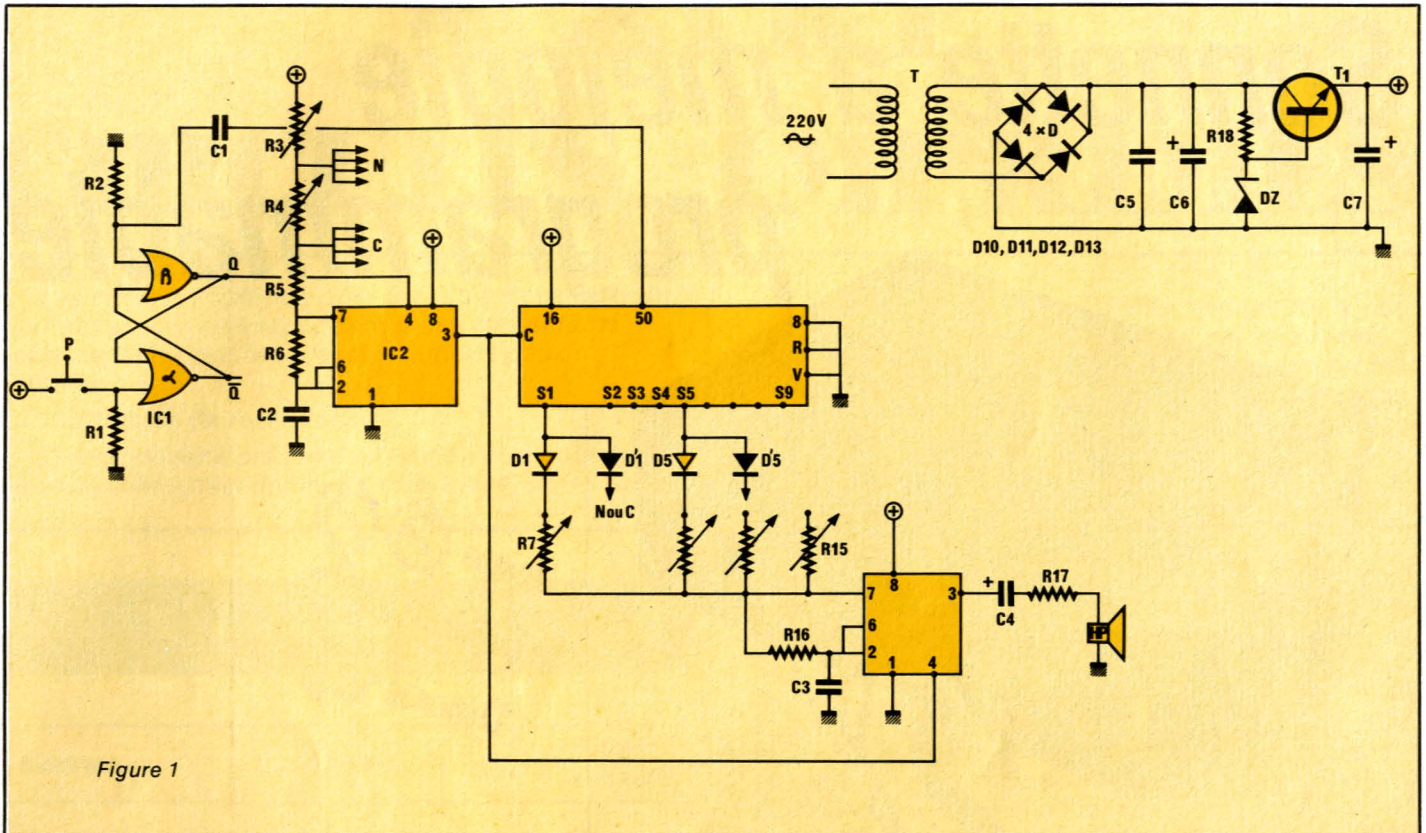 ⊕
R3
C1
R2
N
R4
C
⊕
⊕
Q
R5
β
7
4
8
3
IC2
R6
6
2
1
C2
P
⊕
α
IC1
Q̅
R1
16
50
C
8
R
V
S1
S2
S3
S4
S5
S9
D1
D'1
D5
D'5
N ou C
R7
R15
⊕
8
7
3
6
2
1
4
R16
C3
+
C4
R17
HP
T
220V
4 × D
D10, D11, D12, D13
C5
+
C6
R18
DZ
T1
⊕
+
C7
Figure 1